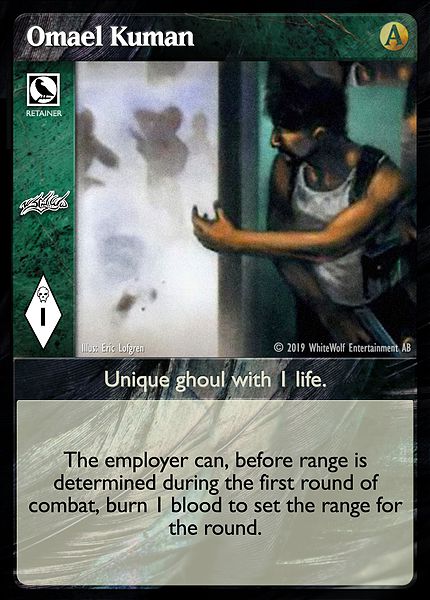 Omael Kuman
A
RETAINER
1
Illus: Eric Lofgren
© 2019 WhiteWolf Entertainment AB
Unique ghoul with 1 life.
The employer can, before range is
determined during the first round of
combat, burn 1 blood to set the range for
the round.